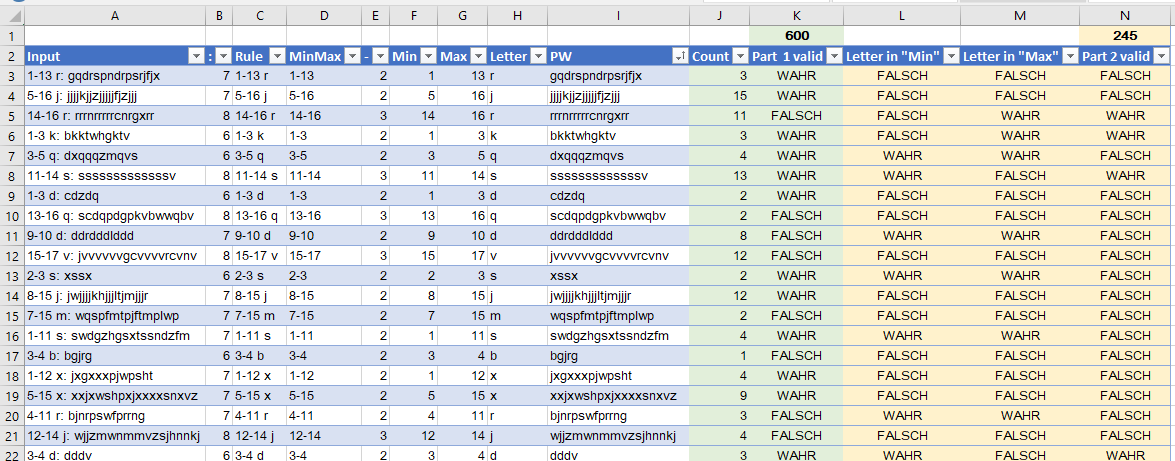 A B C D E F G H I J K L M N
1 600 245
2 Input : Rule MinMax - Min Max Letter PW Count Part 1 valid Letter in "Min" Letter in "Max" Part 2 valid
3 1-13 r: gqdrspndrpsrjfjx 7 1-13 r 1-13 2 1 13 r gqdrspndrpsrjfjx 3 WAHR FALSCH FALSCH FALSCH
4 5-16 j: jjjjkjjzjjjjjfjzjjj 7 5-16 j 5-16 2 5 16 j jjjjkjjzjjjjjfjzjjj 15 WAHR FALSCH FALSCH FALSCH
5 14-16 r: rrrnrrrrrcnrgxrr 8 14-16 r 14-16 3 14 16 r rrrnrrrrrcnrgxrr 11 FALSCH FALSCH WAHR WAHR
6 1-3 k: bkktwhgktv 6 1-3 k 1-3 2 1 3 k bkktwhgktv 3 WAHR FALSCH WAHR WAHR
7 3-5 q: dxqqqzmqvs 6 3-5 q 3-5 2 3 5 q dxqqqzmqvs 4 WAHR WAHR WAHR FALSCH
8 11-14 s: sssssssssssssv 8 11-14 s 11-14 3 11 14 s sssssssssssssv 13 WAHR WAHR FALSCH WAHR
9 1-3 d: cdzdq 6 1-3 d 1-3 2 1 3 d cdzdq 2 WAHR FALSCH FALSCH FALSCH
10 13-16 q: scdqpdgpkvbwwqbv 8 13-16 q 13-16 3 13 16 q scdqpdgpkvbwwqbv 2 FALSCH FALSCH FALSCH FALSCH
11 9-10 d: ddrdddlddd 7 9-10 d 9-10 2 9 10 d ddrdddlddd 8 FALSCH WAHR WAHR FALSCH
12 15-17 v: jvvvvvvgcvvvvrcvnv 8 15-17 v 15-17 3 15 17 v jvvvvvvgcvvvvrcvnv 12 FALSCH FALSCH FALSCH FALSCH
13 2-3 s: xssx 6 2-3 s 2-3 2 2 3 s xssx 2 WAHR WAHR WAHR FALSCH
14 8-15 j: jwjjjjkhjjjljtmjjjr 7 8-15 j 8-15 2 8 15 j jwjjjjkhjjjljtmjjjr 12 WAHR FALSCH FALSCH FALSCH
15 7-15 m: wqspfmtpjftmplwp 7 7-15 m 7-15 2 7 15 m wqspfmtpjftmplwp 2 FALSCH FALSCH FALSCH FALSCH
16 1-11 s: swdgzhgsxtssndzfm 7 1-11 s 1-11 2 1 11 s swdgzhgsxtssndzfm 4 WAHR WAHR FALSCH WAHR
17 3-4 b: bgjrg 6 3-4 b 3-4 2 3 4 b bgjrg 1 FALSCH FALSCH FALSCH FALSCH
18 1-12 x: jxgxxxpjwpsht 7 1-12 x 1-12 2 1 12 x jxgxxxpjwpsht 4 WAHR FALSCH FALSCH FALSCH
19 5-15 x: xxjxwshpxjxxxxsnxvz 7 5-15 x 5-15 2 5 15 x xxjxwshpxjxxxxsnxvz 9 WAHR FALSCH FALSCH FALSCH
20 4-11 r: bjnrpswfprrng 7 4-11 r 4-11 2 4 11 r bjnrpswfprrng 3 FALSCH WAHR WAHR FALSCH
21 12-14 j: wjjzmwnmmvzsjhnnkj 8 12-14 j 12-14 3 12 14 j wjjzmwnmmvzsjhnnkj 4 FALSCH FALSCH FALSCH FALSCH
22 3-4 d: dddv 6 3-4 d 3-4 2 3 4 d dddv 3 WAHR WAHR FALSCH WAHR